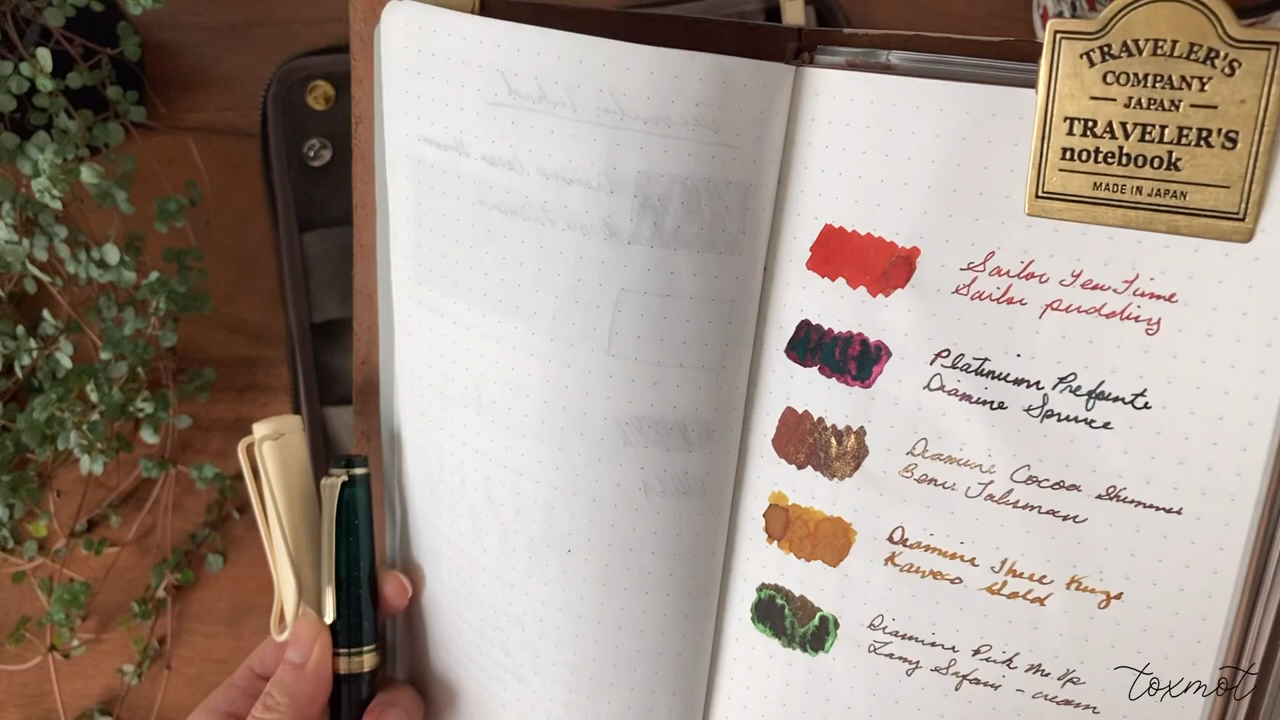 TRAVELER'S
COMPANY
JAPAN
TRAVELER'S
notebook
MADE IN JAPAN
Sailor Tea Time
Sailor pudding
Platinum Prefounte
Diamine Spruce
Diamine Cocoa Shimmer
Benu Talisman
Diamine Three Kings
Kaweco Gold
Diamine Pick Me Up
Lamy Safari - cream
toxmot